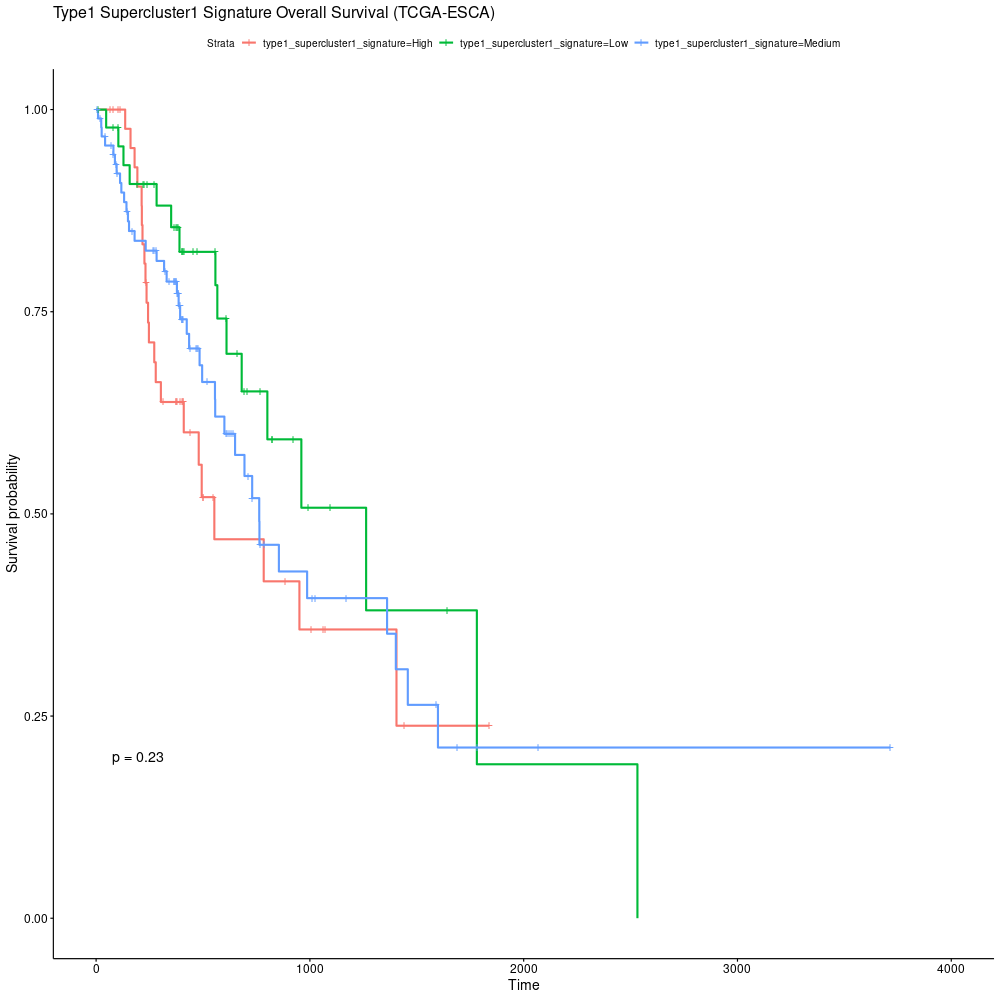 Type1 Supercluster1 Signature Overall Survival (TCGA-ESCA)
Strata type1_supercluster1_signature=High type1_supercluster1_signature=Low type1_supercluster1_signature=Medium
1.00
0.75
0.50
0.25
0.00
Survival probability
p = 0.23
0 1000 2000 3000 4000
Time